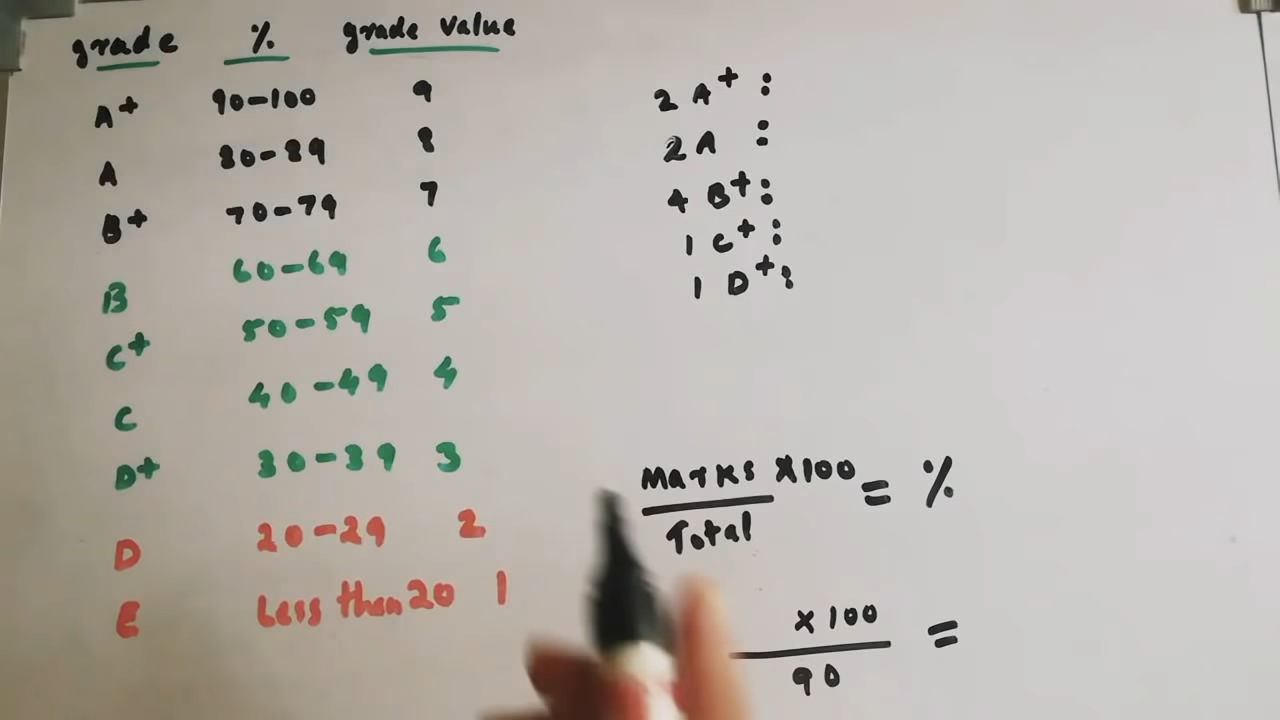 grade % grade value
A+ 90-100 9
A 80-89 8
B+ 70-79 7
B 60-69 6
C+ 50-59 5
C 40-49 4
D+ 30-39 3
D 20-29 2
E Less then 20 1
2 A+ :
2 A :
4 B+ :
1 C+ :
1 D+ :
Marks x100 = %
Total
x 100 =
90